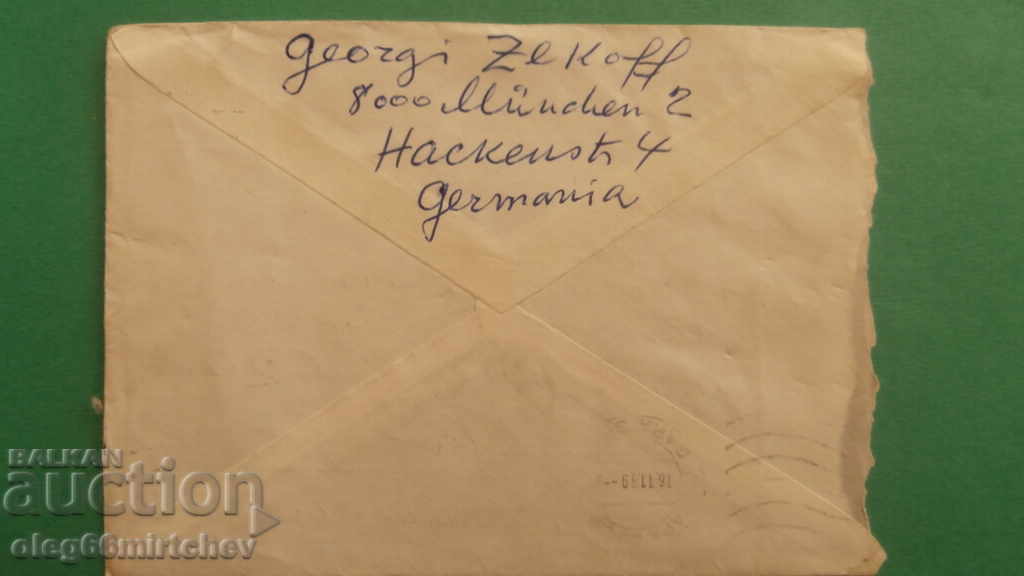 Georgi Zekoff
8000 München 2
Hackenstr 4
Germania
BALKAN
auction
oleg66mirtchev